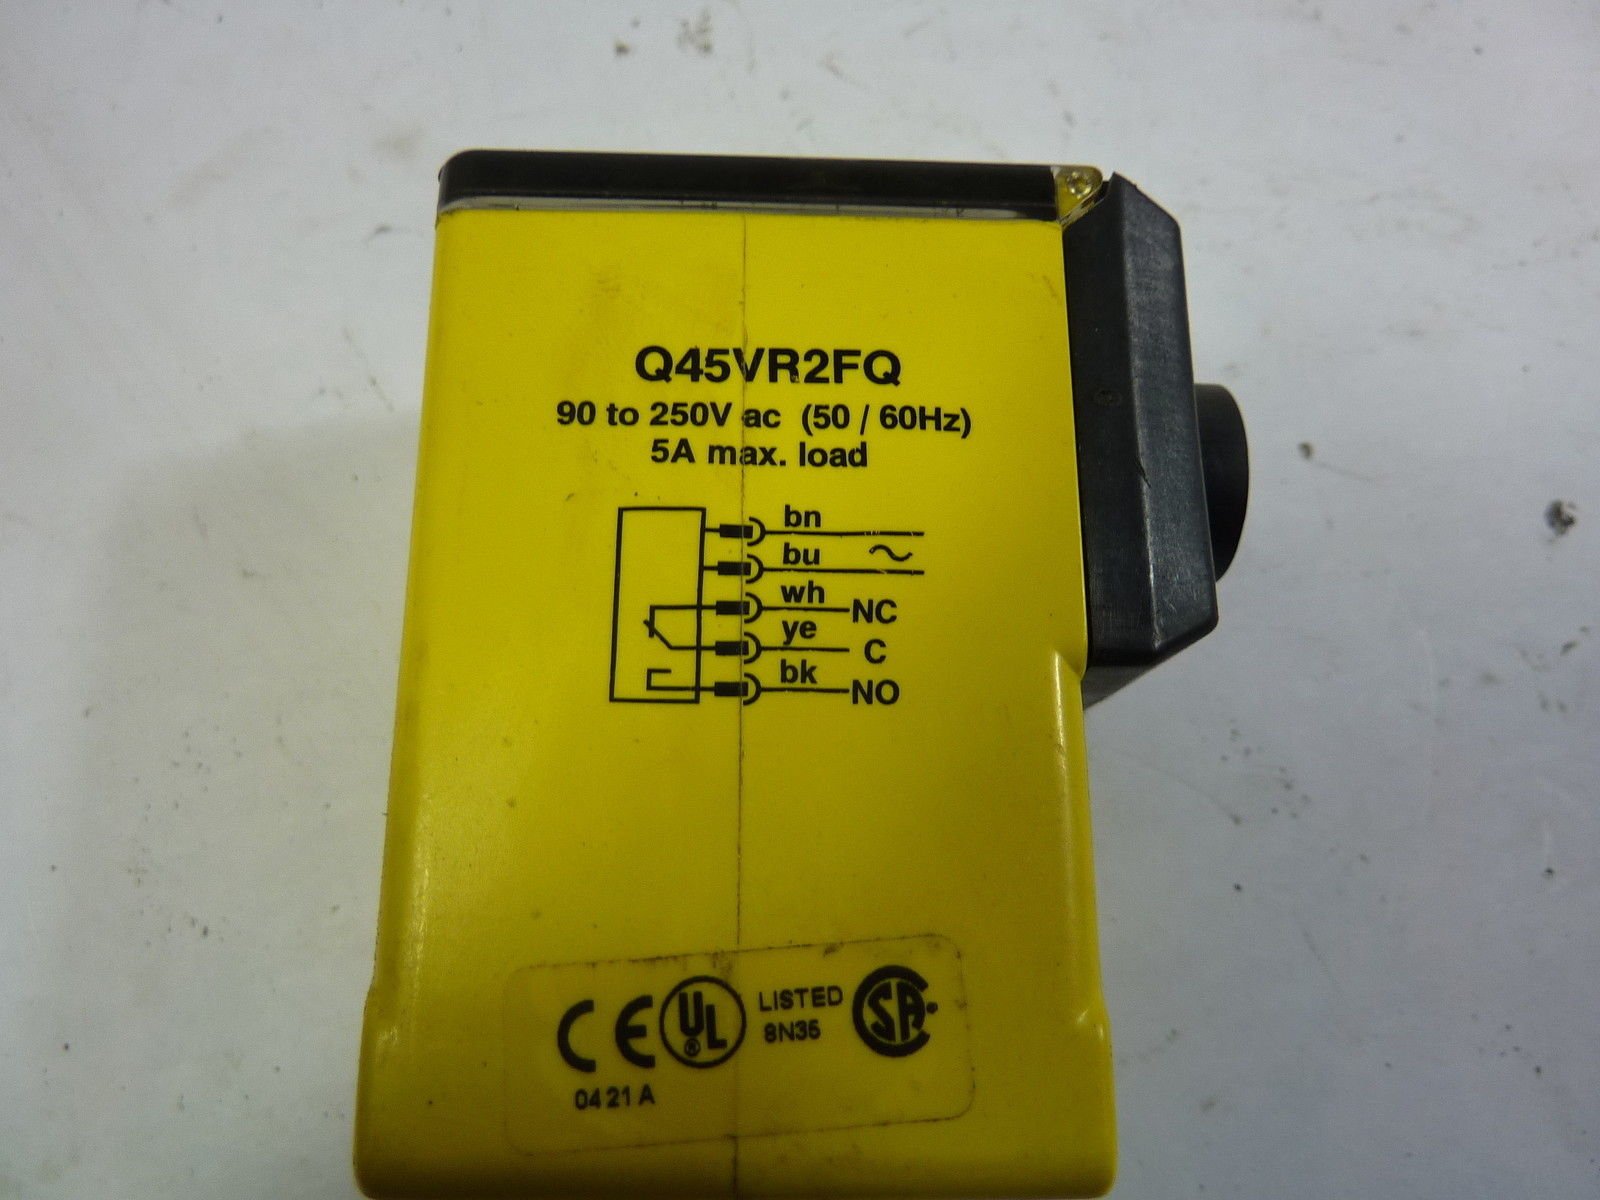 Q45VR2FQ
90 to 250V ac (50 / 60Hz)
5A max. load
bn
bu
wh NC
ye C
bk NO
CE UL ® LISTED SA
8N35
04 21 A